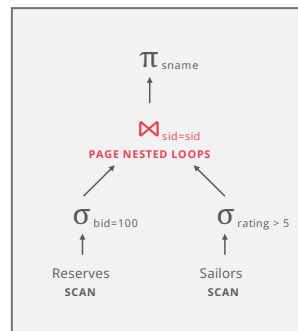 π sname
⋈ sid=sid
PAGE NESTED LOOPS
σ bid=100 σ rating > 5
Reserves Sailors
SCAN SCAN